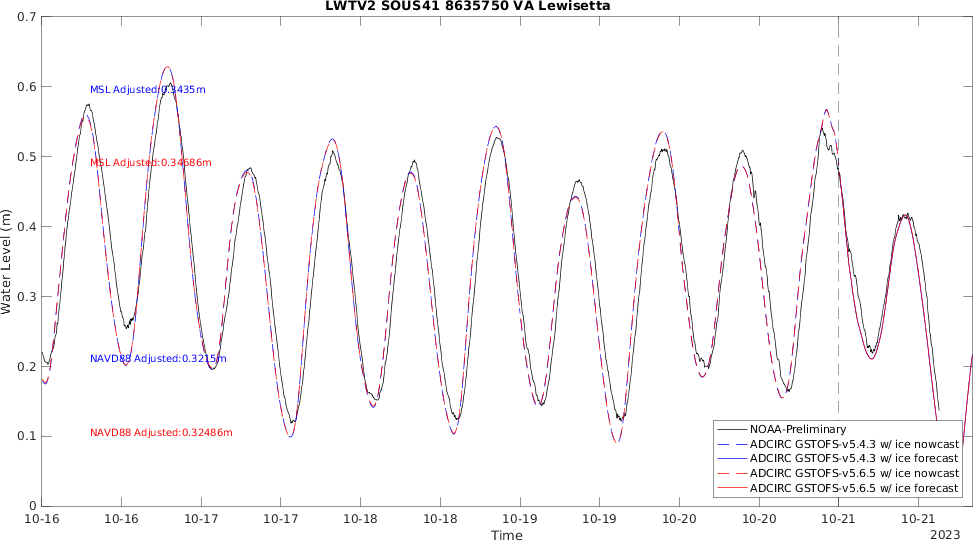 LWTV2 SOUS41 8635750 VA Lewisetta
0.7
0.6
0.5
0.4
0.3
0.2
0.1
0
Water Level (m)
MSL Adjusted:0.3435m
MSL Adjusted:0.34686m
NAVD88 Adjusted:0.3215m
NAVD88 Adjusted:0.32486m
NOAA-Preliminary
ADCIRC GSTOFS-v5.4.3 w/ ice nowcast
ADCIRC GSTOFS-v5.4.3 w/ ice forecast
ADCIRC GSTOFS-v5.6.5 w/ ice nowcast
ADCIRC GSTOFS-v5.6.5 w/ ice forecast
10-16 10-16 10-17 10-17 10-18 10-18 10-19 10-19 10-20 10-20 10-21 10-21
Time
2023